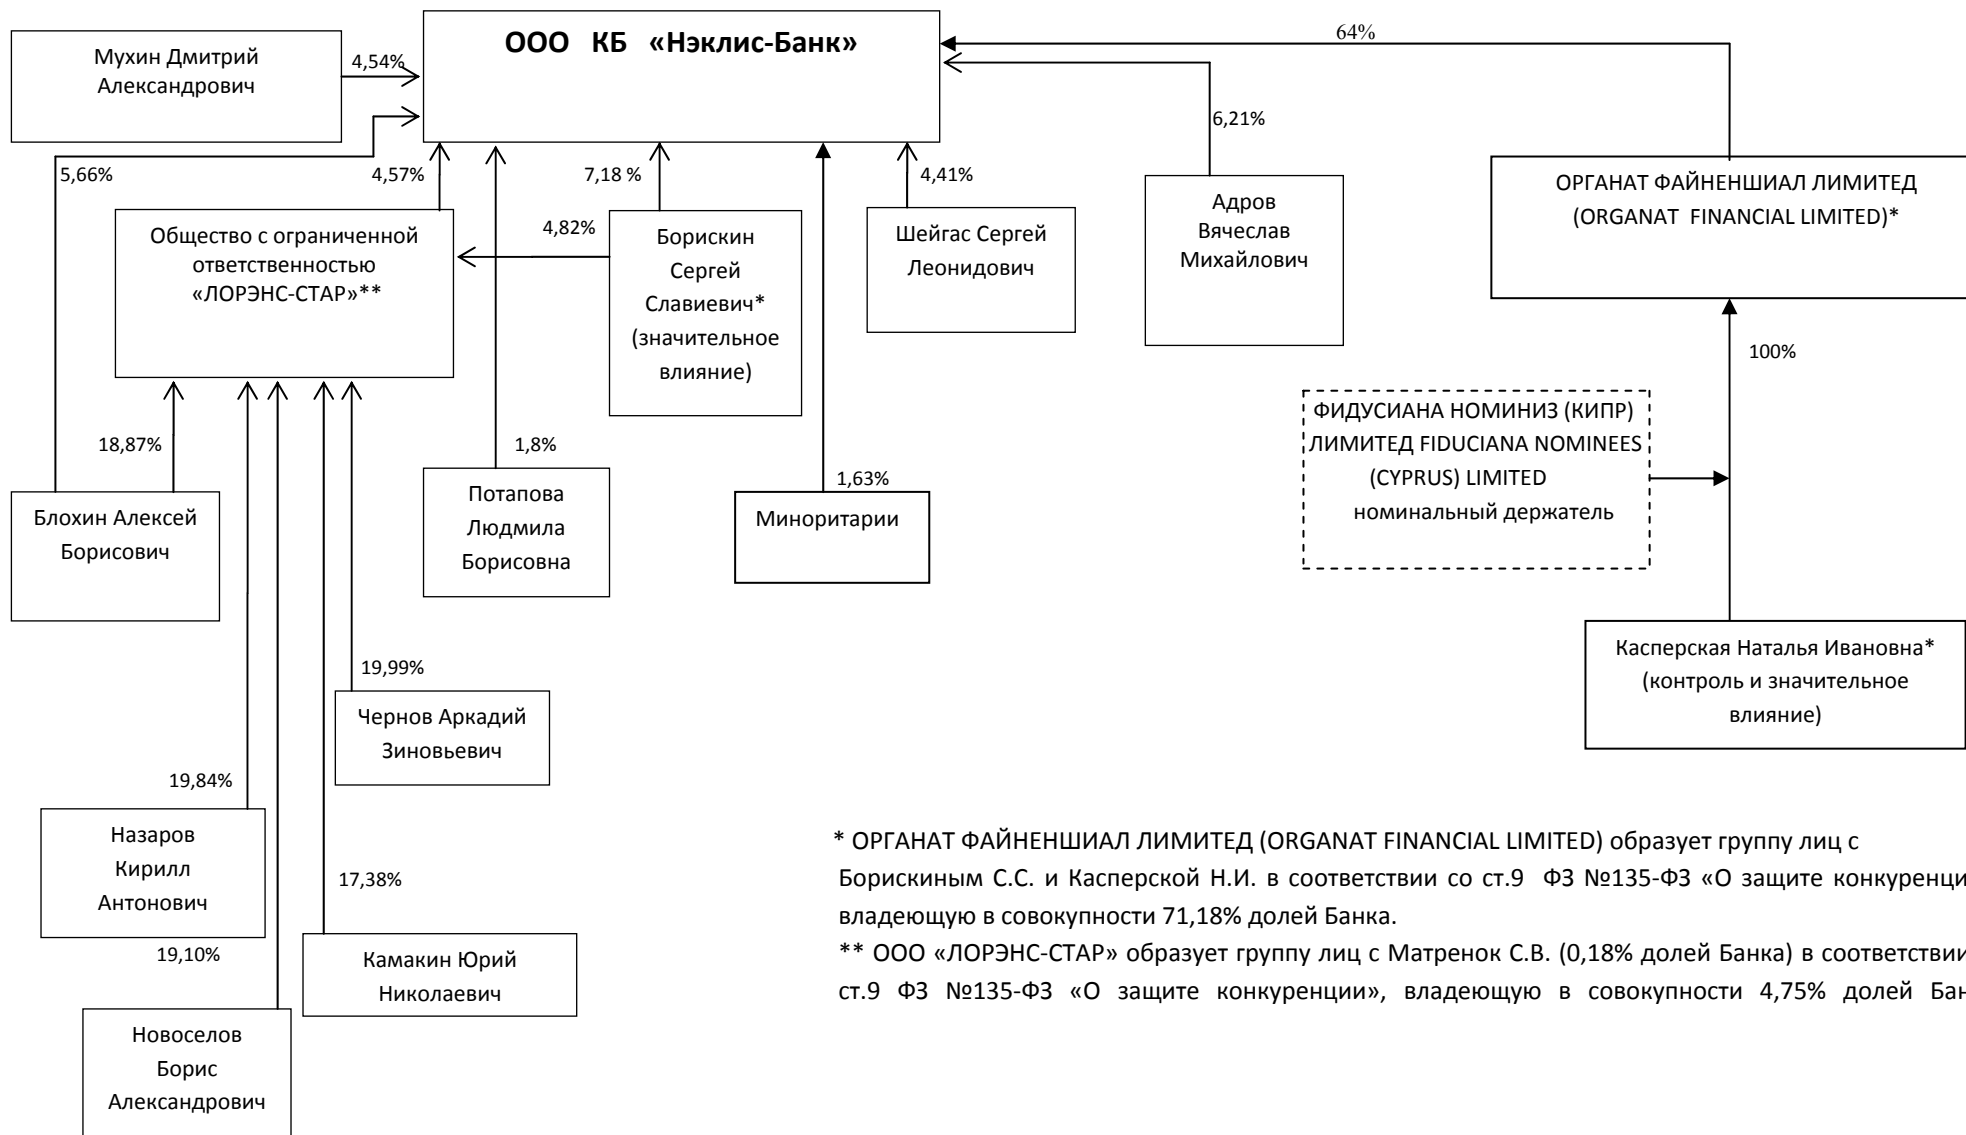 ООО КБ «Нэклис-Банк»
64%
Мухин Дмитрий
Александрович
4,54%
6,21%
5,66%
4,57%
7,18 %
4,41%
ОРГАНАТ ФАЙНЕНШИАЛ ЛИМИТЕД
(ORGANAT FINANCIAL LIMITED)*
Общество с ограниченной
ответственностью
«ЛОРЭНС-СТАР»**
4,82%
Борискин
Сергей
Славиевич*
(значительное
влияние)
Шейгас Сергей
Леонидович
Адров
Вячеслав
Михайлович
100%
ФИДУСИАНА НОМИНИЗ (КИПР)
ЛИМИТЕД FIDUCIANA NOMINEES
(CYPRUS) LIMITED
номинальный держатель
18,87%
1,8%
1,63%
Блохин Алексей
Борисович
Потапова
Людмила
Борисовна
Миноритарии
Касперская Наталья Ивановна*
(контроль и значительное
влияние)
19,99%
Чернов Аркадий
Зиновьевич
19,84%
Назаров
Кирилл
Антонович
17,38%
19,10%
Камакин Юрий
Николаевич
Новоселов
Борис
Александрович
* ОРГАНАТ ФАЙНЕНШИАЛ ЛИМИТЕД (ORGANAT FINANCIAL LIMITED) образует группу лиц с
Борискиным С.С. и Касперской Н.И. в соответствии со ст.9 ФЗ №135-ФЗ «О защите конкуренци
владеющую в совокупности 71,18% долей Банка.
** ООО «ЛОРЭНС-СТАР» образует группу лиц с Матренок С.В. (0,18% долей Банка) в соответствии
ст.9 ФЗ №135-ФЗ «О защите конкуренции», владеющую в совокупности 4,75% долей Бан